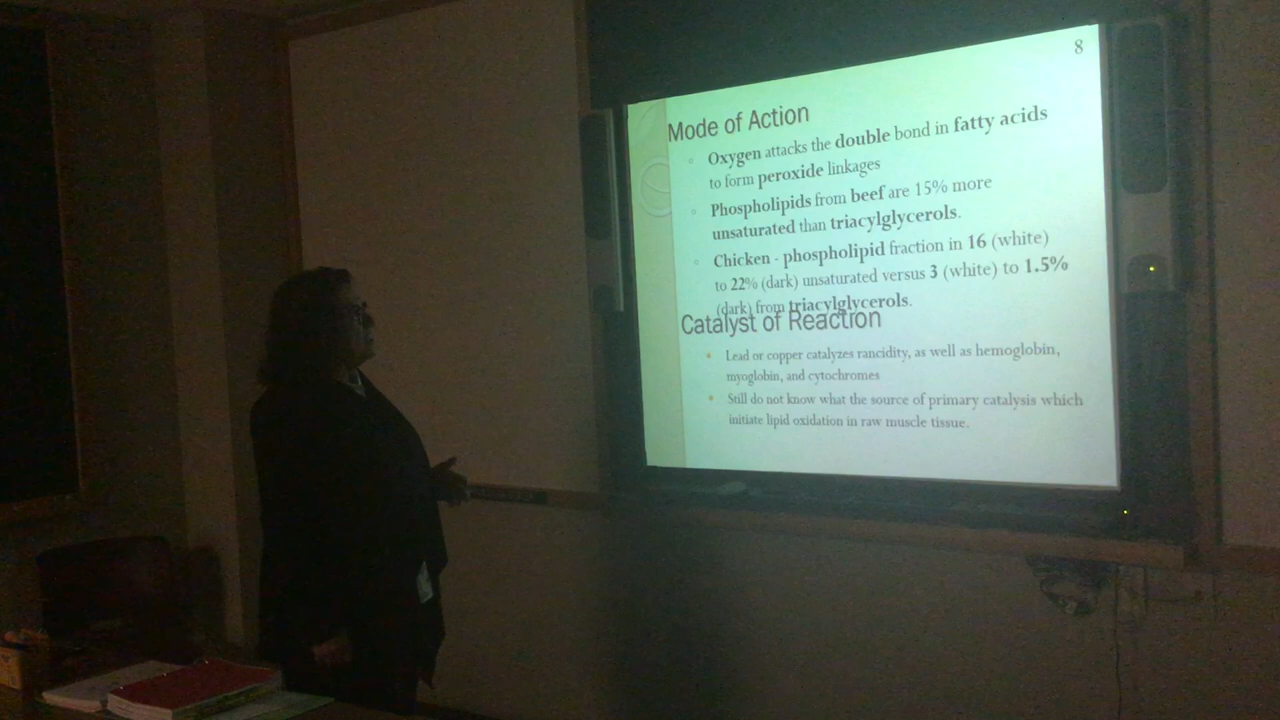 8
Mode of Action
Oxygen attacks the double bond in fatty acids
to form peroxide linkages
Phospholipids from beef are 15% more
unsaturated than triacylglycerols.
Chicken - phospholipid fraction in 16 (white)
to 22% (dark) unsaturated versus 3 (white) to 1.5%
(dark) from triacylglycerols.
Catalyst of Reaction
Lead or copper catalyzes rancidity, as well as hemoglobin,
myoglobin, and cytochromes
Still do not know what the source of primary catalysis which
initiate lipid oxidation in raw muscle tissue.